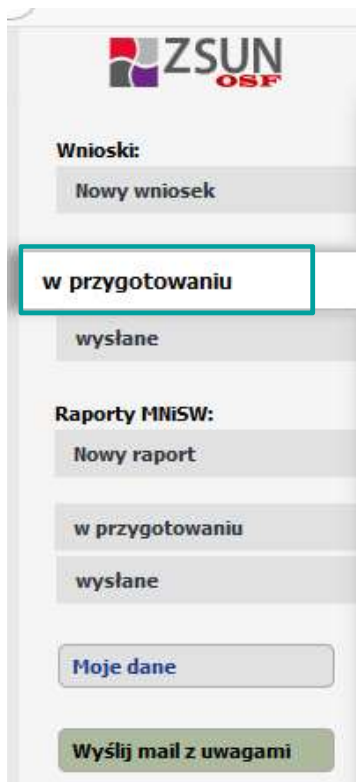 ZSUN
OSF
Wnioski:
Nowy wniosek
w przygotowaniu
wysłane
Raporty MNiSW:
Nowy raport
w przygotowaniu
wysłane
Moje dane
Wyślij mail z uwagami